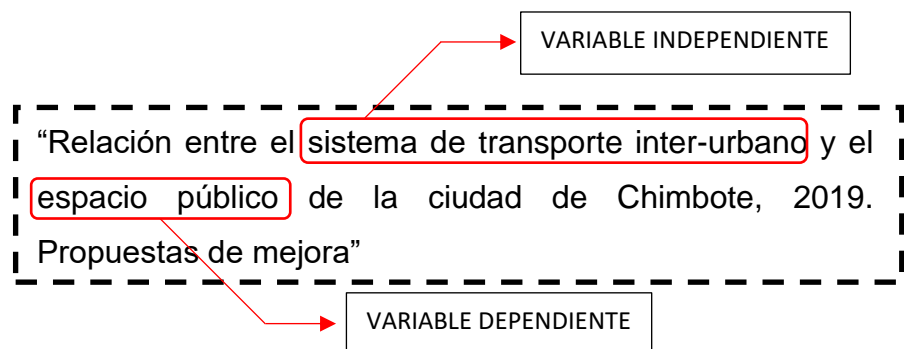 VARIABLE INDEPENDIENTE
“Relación entre el sistema de transporte inter-urbano y el
espacio público de la ciudad de Chimbote, 2019.
Propuestas de mejora”
VARIABLE DEPENDIENTE